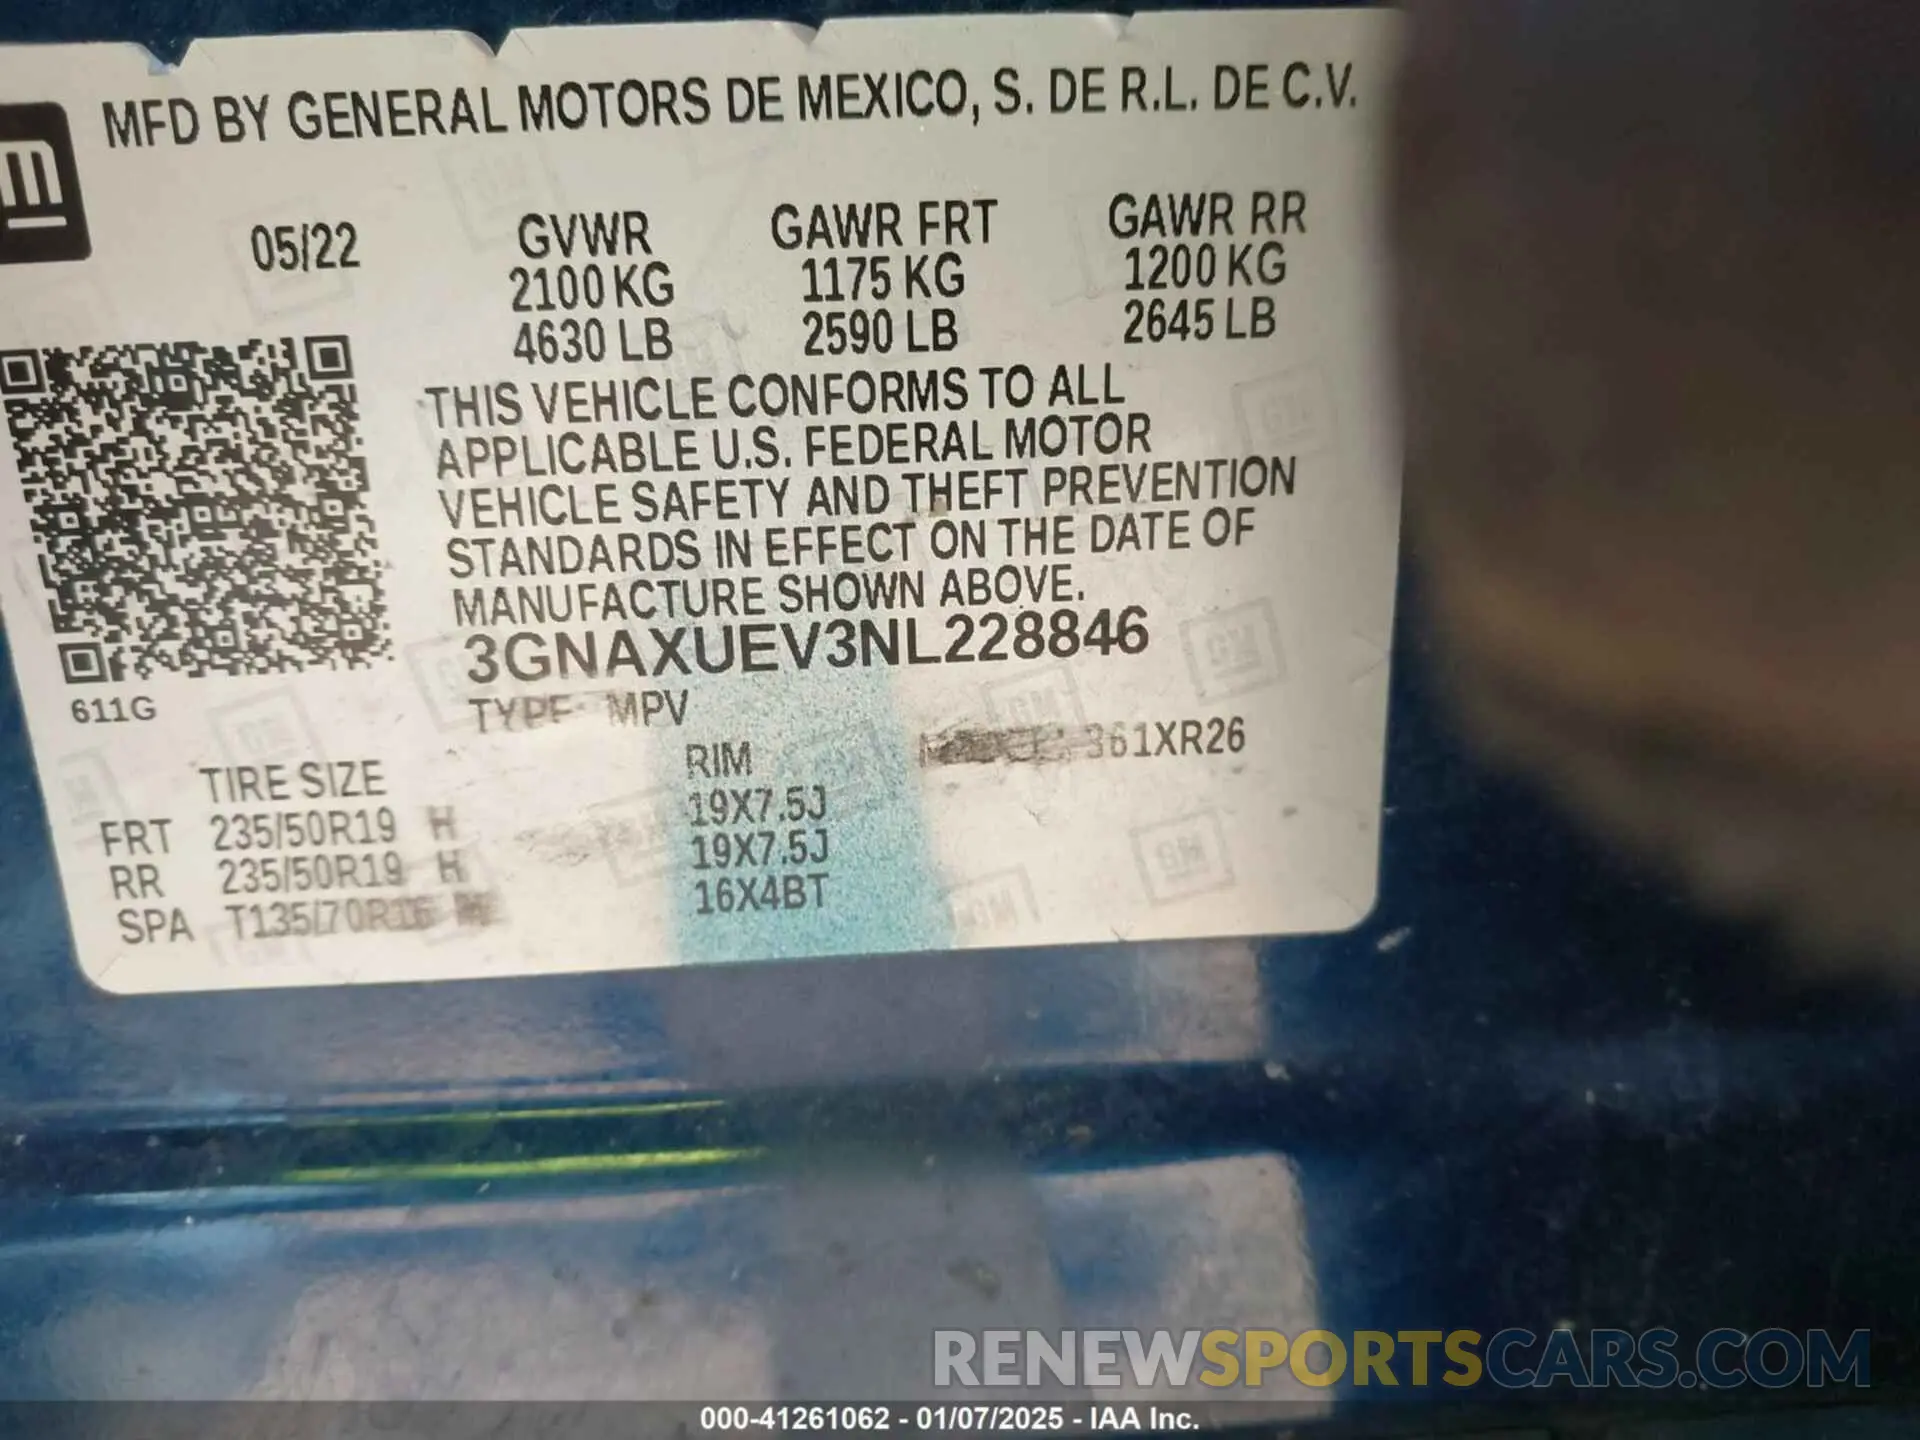 MFD BY GENERAL MOTORS DE MEXICO, S. DE R.L. DE C.V.
05/22
GVWR
2100 KG
4630 LB
GAWR FRT
1175 KG
2590 LB
GAWR RR
1200 KG
2645 LB
THIS VEHICLE CONFORMS TO ALL
APPLICABLE U.S. FEDERAL MOTOR
VEHICLE SAFETY AND THEFT PREVENTION
STANDARDS IN EFFECT ON THE DATE OF
MANUFACTURE SHOWN ABOVE.
3GNAXUEV3NL228846
611G
TYPE: MPV
361XR26
TIRE SIZE RIM
FRT 235/50R19 H 19X7.5J
RR 235/50R19 H 19X7.5J
SPA T135/70R16 16X4BT
RENEWSPORTSCARS.COM
000-41261062 - 01/07/2025 - IAA Inc.